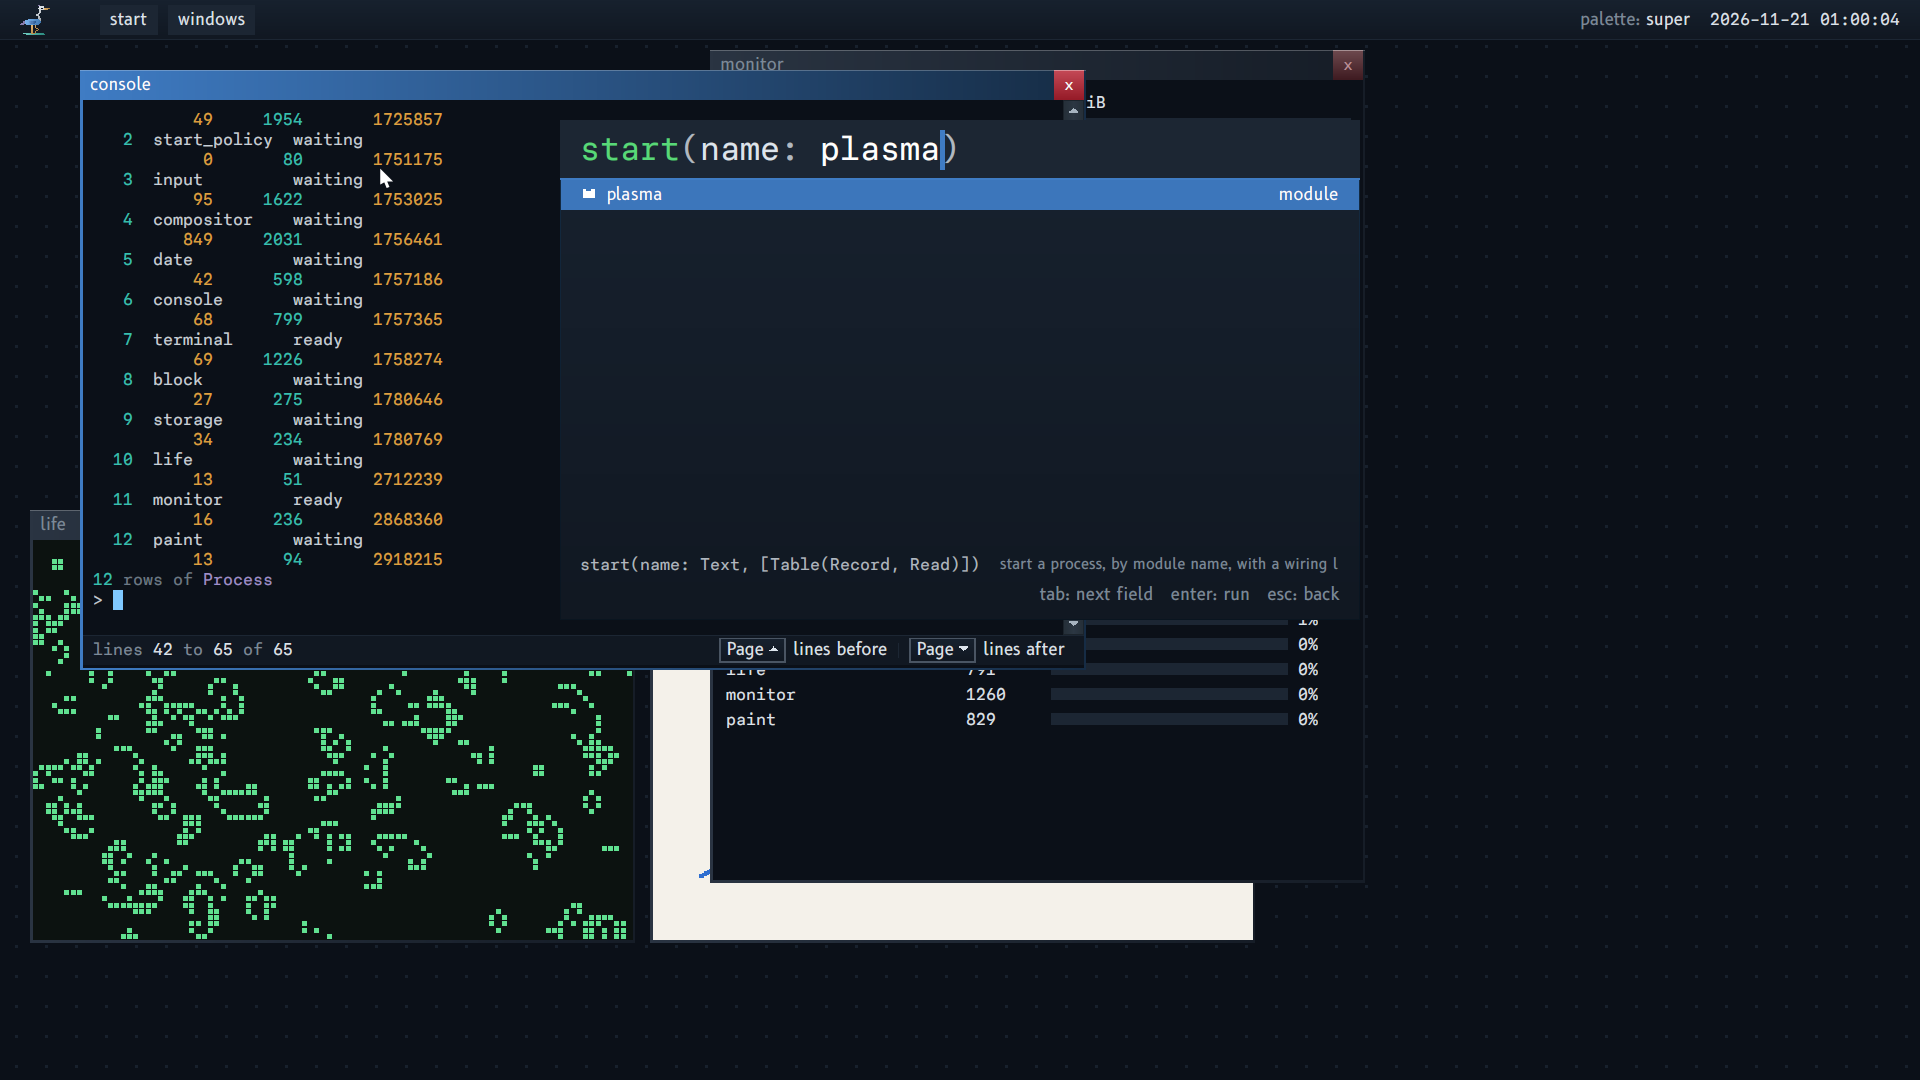 start windows palette: super 2026-11-21 01:00:04
monitor x
console x
iB
49 1954 1725857
2 start_policy waiting
0 80 1751175
3 input waiting
95 1622 1753025
4 compositor waiting
849 2031 1756461
5 date waiting
42 598 1757186
6 console waiting
68 799 1757365
7 terminal ready
69 1226 1758274
8 block waiting
27 275 1780646
9 storage waiting
34 234 1780769
10 life waiting
13 51 2712239
11 monitor ready
16 236 2868360
12 paint waiting
13 94 2918215
12 rows of Process
>
lines 42 to 65 of 65 Page lines before Page lines after
start(name: plasma)
plasma module
start(name: Text, [Table(Record, Read)]) start a process, by module name, with a wiring l
tab: next field enter: run esc: back
life
1%
0%
life 791 0%
monitor 1260 0%
paint 829 0%